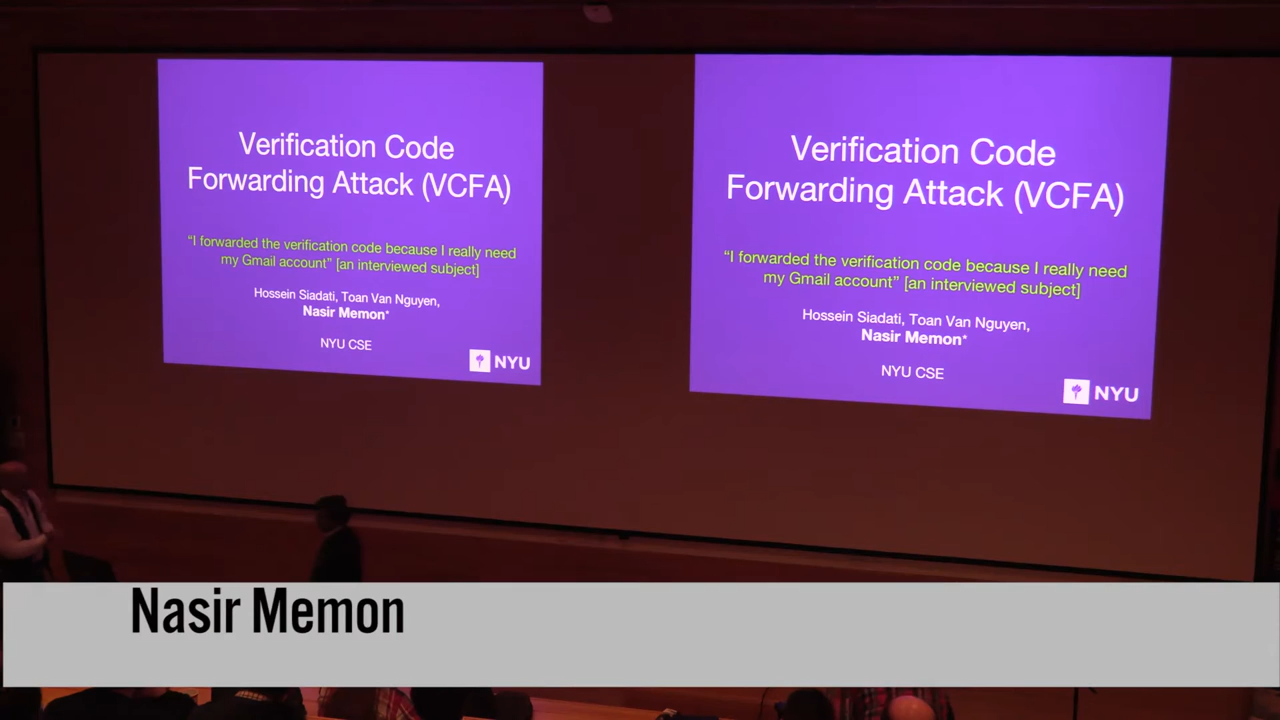 Verification Code
Forwarding Attack (VCFA)
“I forwarded the verification code because I really need
my Gmail account” [an interviewed subject]
Hossein Siadati, Toan Van Nguyen,
Nasir Memon*
NYU CSE
NYU
Verification Code
Forwarding Attack (VCFA)
“I forwarded the verification code because I really need
my Gmail account” [an interviewed subject]
Hossein Siadati, Toan Van Nguyen,
Nasir Memon*
NYU CSE
NYU
Nasir Memon